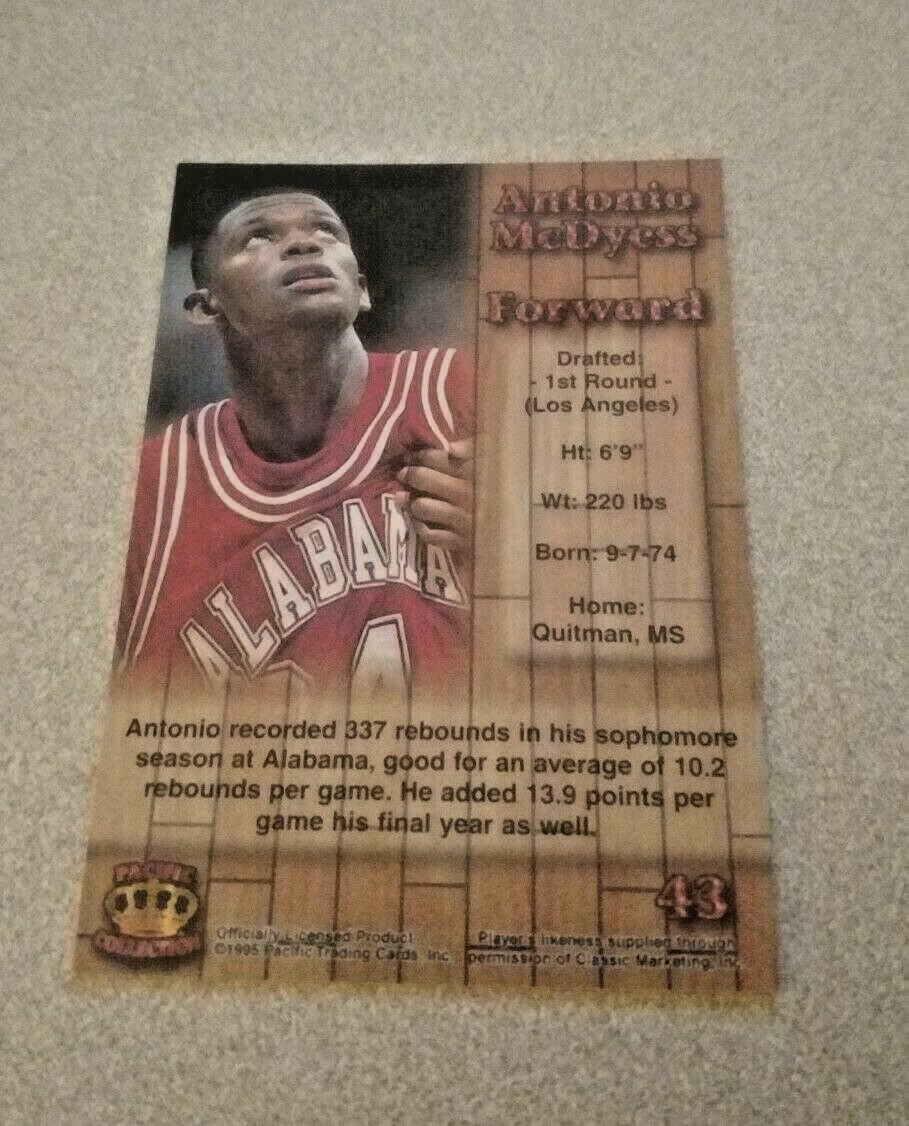 Antonio
McDyess
Forward
Drafted:
- 1st Round -
(Los Angeles)
Ht: 6'9"
Wt: 220 lbs
Born: 9-7-74
Home:
Quitman, MS
ALABAMA
4
Antonio recorded 337 rebounds in his sophomore
season at Alabama, good for an average of 10.2
rebounds per game. He added 13.9 points per
game his final year as well.
PACIFIC
COLLECTION
43
Officially Licensed Product
©1995 Pacific Trading Cards, Inc.
Player's likeness supplied through
permission of Classic Marketing, Inc.